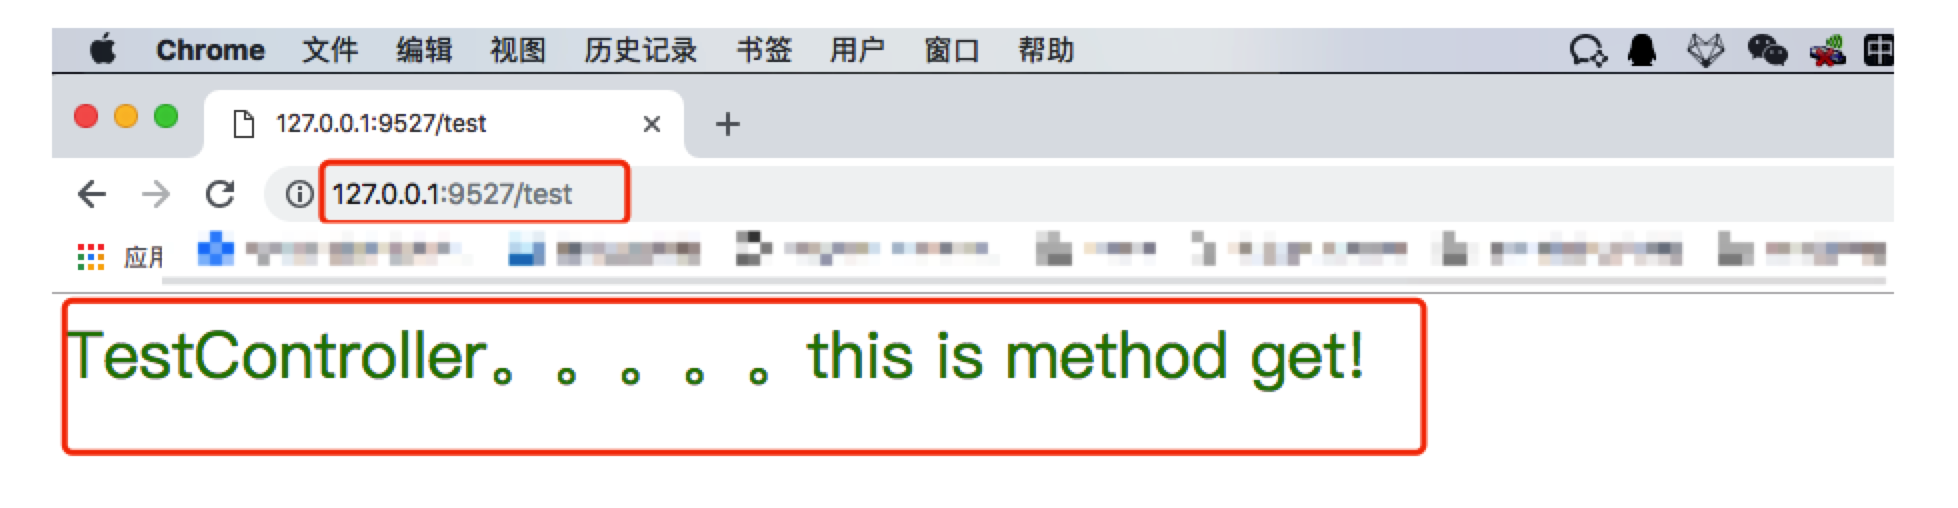 Chrome 文件 编辑 视图 历史记录 书签 用户 窗口 帮助 中
127.0.0.1:9527/test
127.0.0.1:9527/test
应用
TestController。。。。。this is method get!